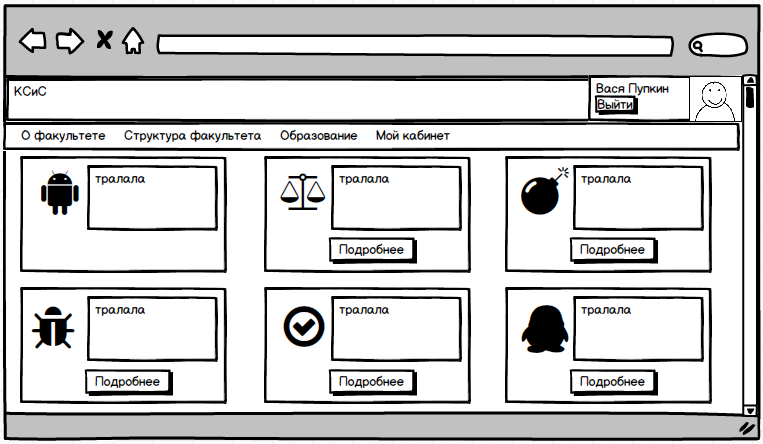 КСиС
Вася Пупкин
Выйти
О факультете Структура факультета Образование Мой кабинет
тралала
тралала
Подробнее
тралала
Подробнее
тралала
Подробнее
тралала
Подробнее
тралала
Подробнее